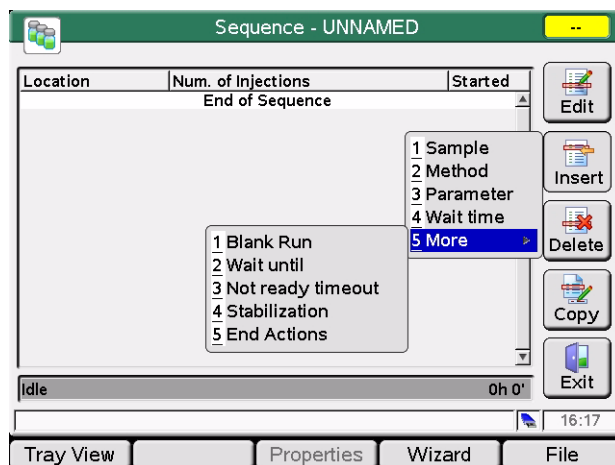 Sequence - UNNAMED
--
Location Num. of Injections Started
End of Sequence
Edit
1 Sample
2 Method
3 Parameter
4 Wait time
5 More
Insert
1 Blank Run
2 Wait until
3 Not ready timeout
4 Stabilization
5 End Actions
Delete
Copy
Exit
Idle 0h 0'
16:17
Tray View Properties Wizard File